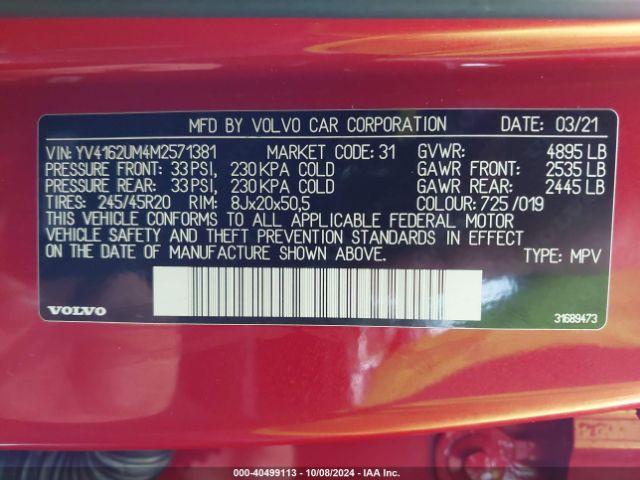 MFD BY VOLVO CAR CORPORATION DATE: 03/21
VIN: YV4162UM4M2571381 MARKET CODE: 31 GVWR: 4895 LB
PRESSURE FRONT: 33 PSI, 230 KPA COLD GAWR FRONT: 2535 LB
PRESSURE REAR: 33 PSI, 230 KPA COLD GAWR REAR: 2445 LB
TIRES: 245/45R20 RIM: 8Jx20x50,5 COLOUR: 725 /019
THIS VEHICLE CONFORMS TO ALL APPLICABLE FEDERAL MOTOR
VEHICLE SAFETY AND THEFT PREVENTION STANDARDS IN EFFECT
ON THE DATE OF MANUFACTURE SHOWN ABOVE. TYPE: MPV
VOLVO 31689473
000-40499113 - 10/08/2024 - IAA Inc.